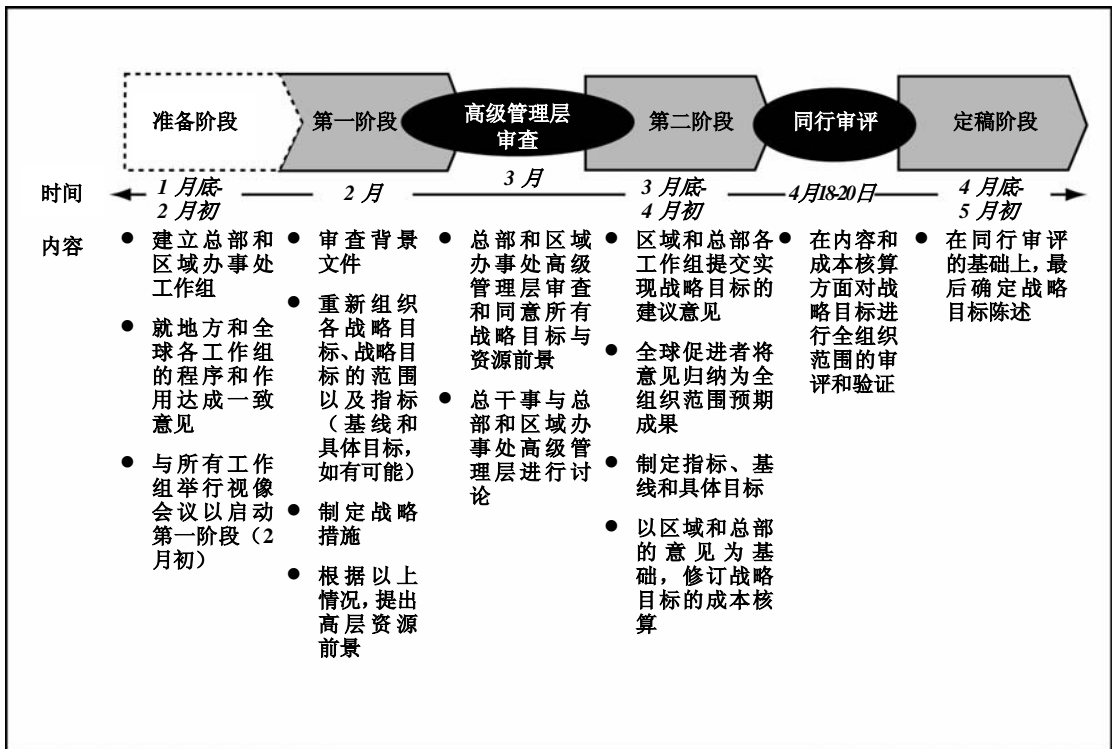 准备阶段
第一阶段
高级管理层
审查
第二阶段
同行审评
定稿阶段
时间
1 月底-
2 月初
2 月
3 月
3 月底-
4 月初
4月18-20日
4 月底-
5 月初
内容
● 建立总部和
区域办事处
工作组
● 就地方和全
球各工作组
的程序和作
用达成一致
意见
● 与所有工作
组举行视像
会议以启动
第一阶段（2
月初）
● 审查背景
文件
● 重新组织
各战略目
标、战略目
标的范围
以及指标
（基线和
具体目标，
如有可能）
● 制定战略
措施
● 根据以上
情况，提出
高层资源
前景
● 总部和区域
办事处高级
管理层审查
和同意所有
战略目标与
资源前景
● 总干事与总
部和区域办
事处高级管
理层进行讨
论
● 区域和总部各
工作组提交实
现战略目标的
建议意见
● 全球促进者将
意见归纳为全
组织范围预期
成果
● 制定指标、基
线和具体目标
● 以区域和总部
的意见为基
础，修订战略
目标的成本核
算
● 在内容和
成本核算
方面对战
略目标进
行全组织
范围的审
评和验证
● 在同行审评
的基础上，最
后确定战略
目标陈述